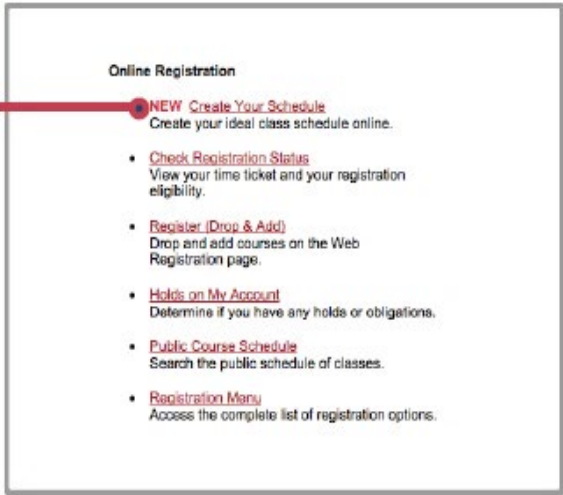 Online Registration
NEW Create Your Schedule
Create your ideal class schedule online.
Check Registration Status
View your time ticket and your registration
eligibility.
Register (Drop & Add)
Drop and add courses on the Web
Registration page.
Holds on My Account
Determine if you have any holds or obligations.
Public Course Schedule
Search the public schedule of classes.
Registration Menu
Access the complete list of registration options.